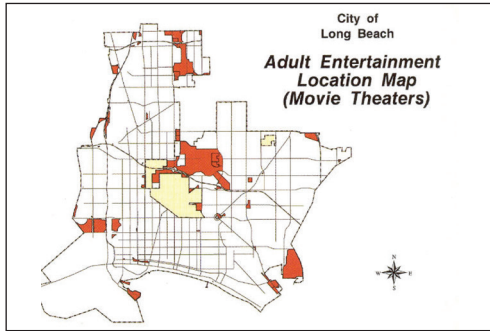 City of
Long Beach
Adult Entertainment
Location Map
(Movie Theaters)
N
W
E
S